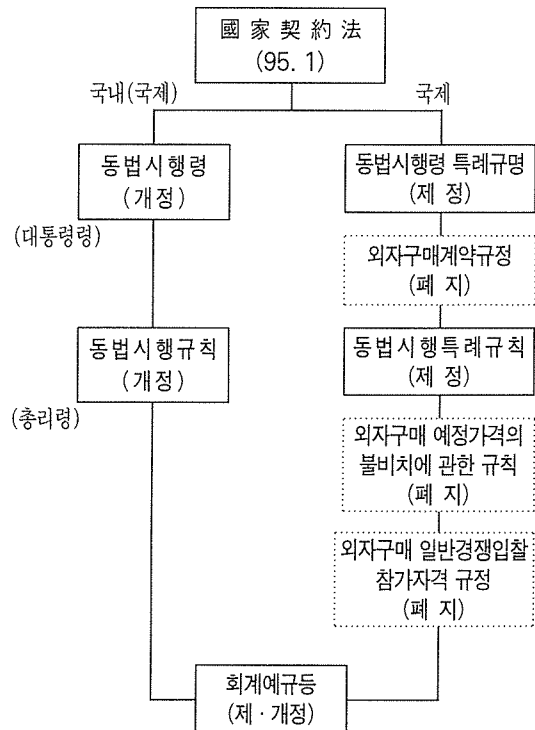 國家契約法
(95. 1)
국내(국제)
국제
동법시행령
(개정)
동법시행령 특례규명
(제 정)
(대통령령)
외자구매계약규정
(폐 지)
동법시행규칙
(개정)
동법시행특례규칙
(제정)
(총리령)
외자구매 예정가격의
불비치에 관한 규칙
(폐 지)
외자구매 일반경쟁입찰
참가자격 규정
(폐 지)
회계예규등
(제 · 개정)